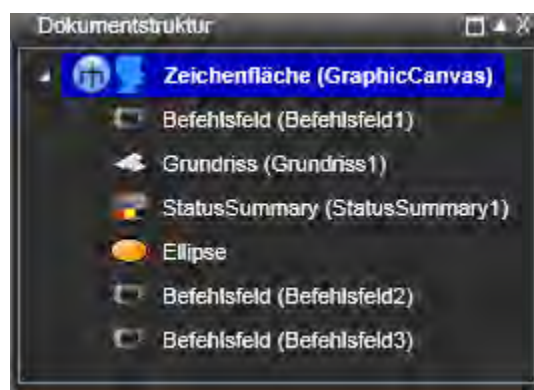 Dokumentstruktur
Zeichenfläche (GraphicCanvas)
Befehlsfeld (Befehlsfeld1)
Grundriss (Grundriss1)
StatusSummary (StatusSummary1)
Ellipse
Befehlsfeld (Befehlsfeld2)
Befehlsfeld (Befehlsfeld3)